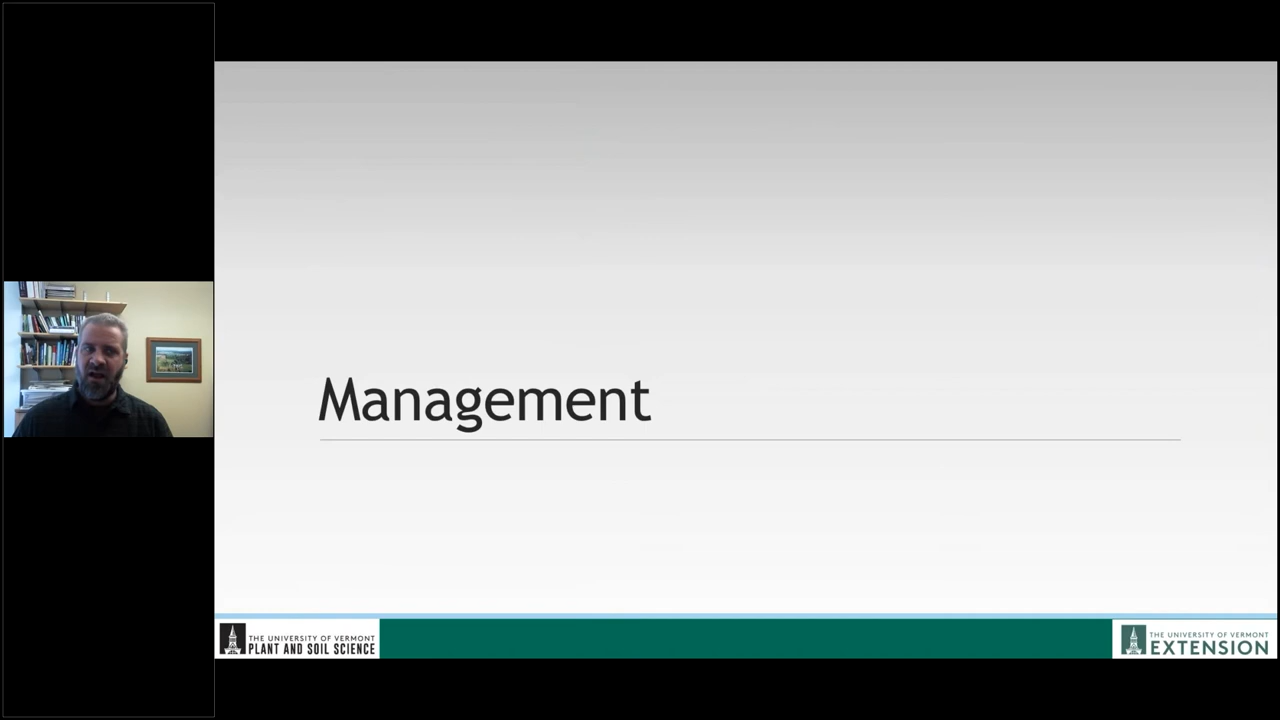 Management
THE UNIVERSITY OF VERMONT
PLANT AND SOIL SCIENCE
THE UNIVERSITY OF VERMONT
EXTENSION